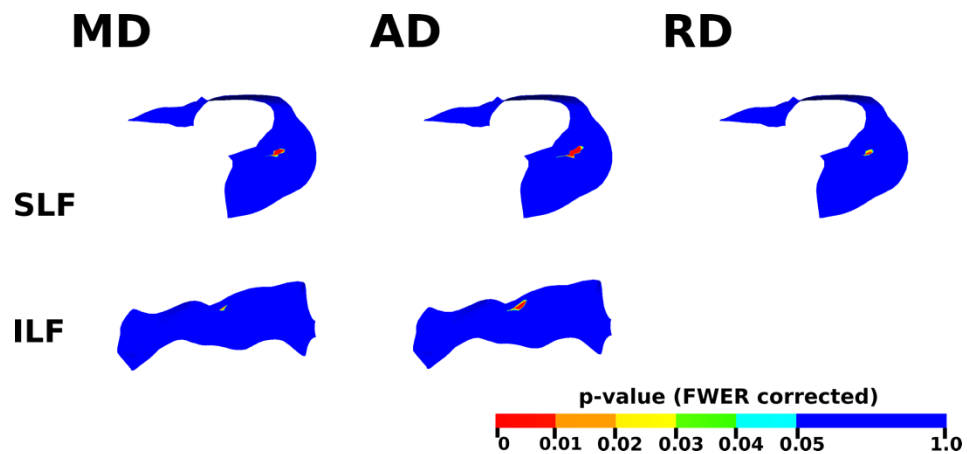 MD AD RD
SLF
ILF
p-value (FWER corrected)
0 0.01 0.02 0.03 0.04 0.05 1.0